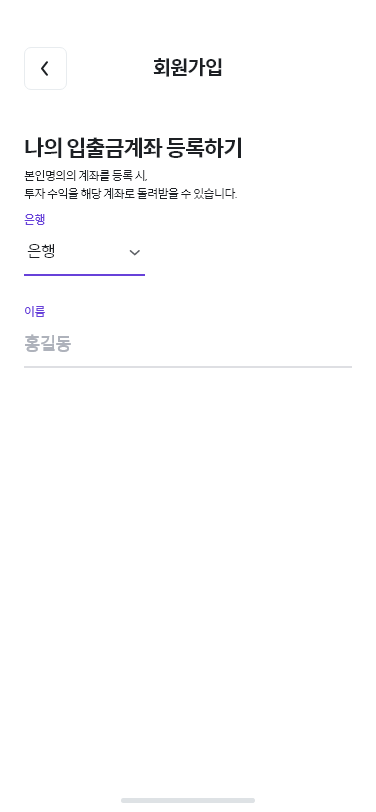 회원가입
나의 입출금계좌 등록하기
본인명의의 계좌를 등록 시,
투자 수익을 해당 계좌로 돌려받을 수 있습니다.
은행
은행
이름
홍길동